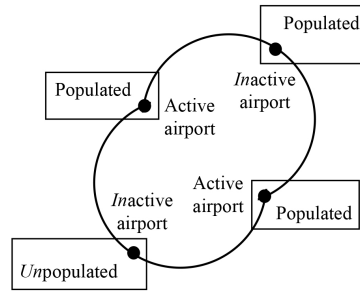 Populated
Inactive
airport
Populated
Active
airport
Inactive
airport
Active
airport
Populated
Unpopulated